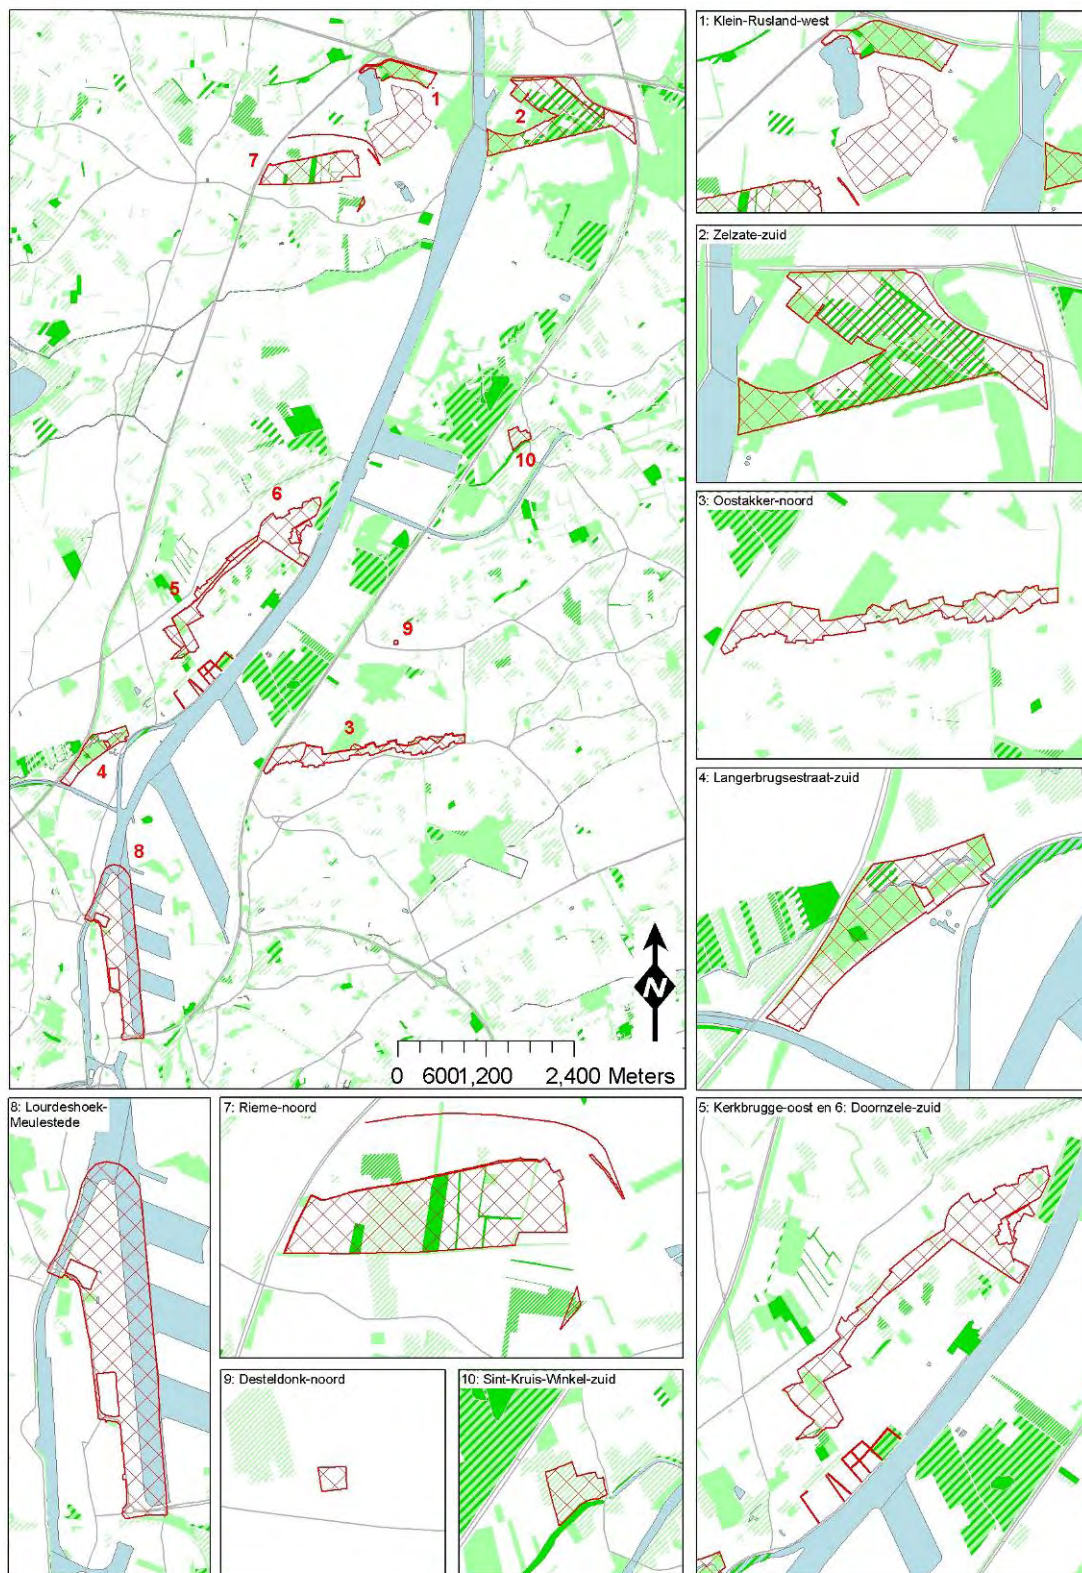 1
2
7
10
6
5
9
3
4
8
N
0 6001,200 2,400 Meters
1: Klein-Rusland-west
2: Zelzate-zuid
3: Oostakker-noord
4: Langerbrugsestraat-zuid
8: Lourdeshoek-
Meulestede
7: Rieme-noord
5: Kerkbrugge-oost en 6: Doornzele-zuid
9: Desteldonk-noord
10: Sint-Kruis-Winkel-zuid